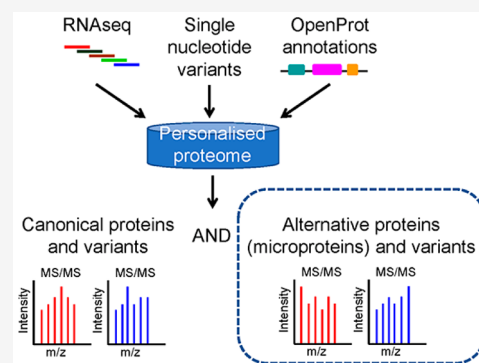 RNAseq
Single
nucleotide
variants
OpenProt
annotations
Personalised
proteome
Canonical proteins
and variants
AND
Alternative proteins
(microproteins) and variants
MS/MS MS/MS
Intensity Intensity
m/z m/z
MS/MS MS/MS
Intensity Intensity
m/z m/z